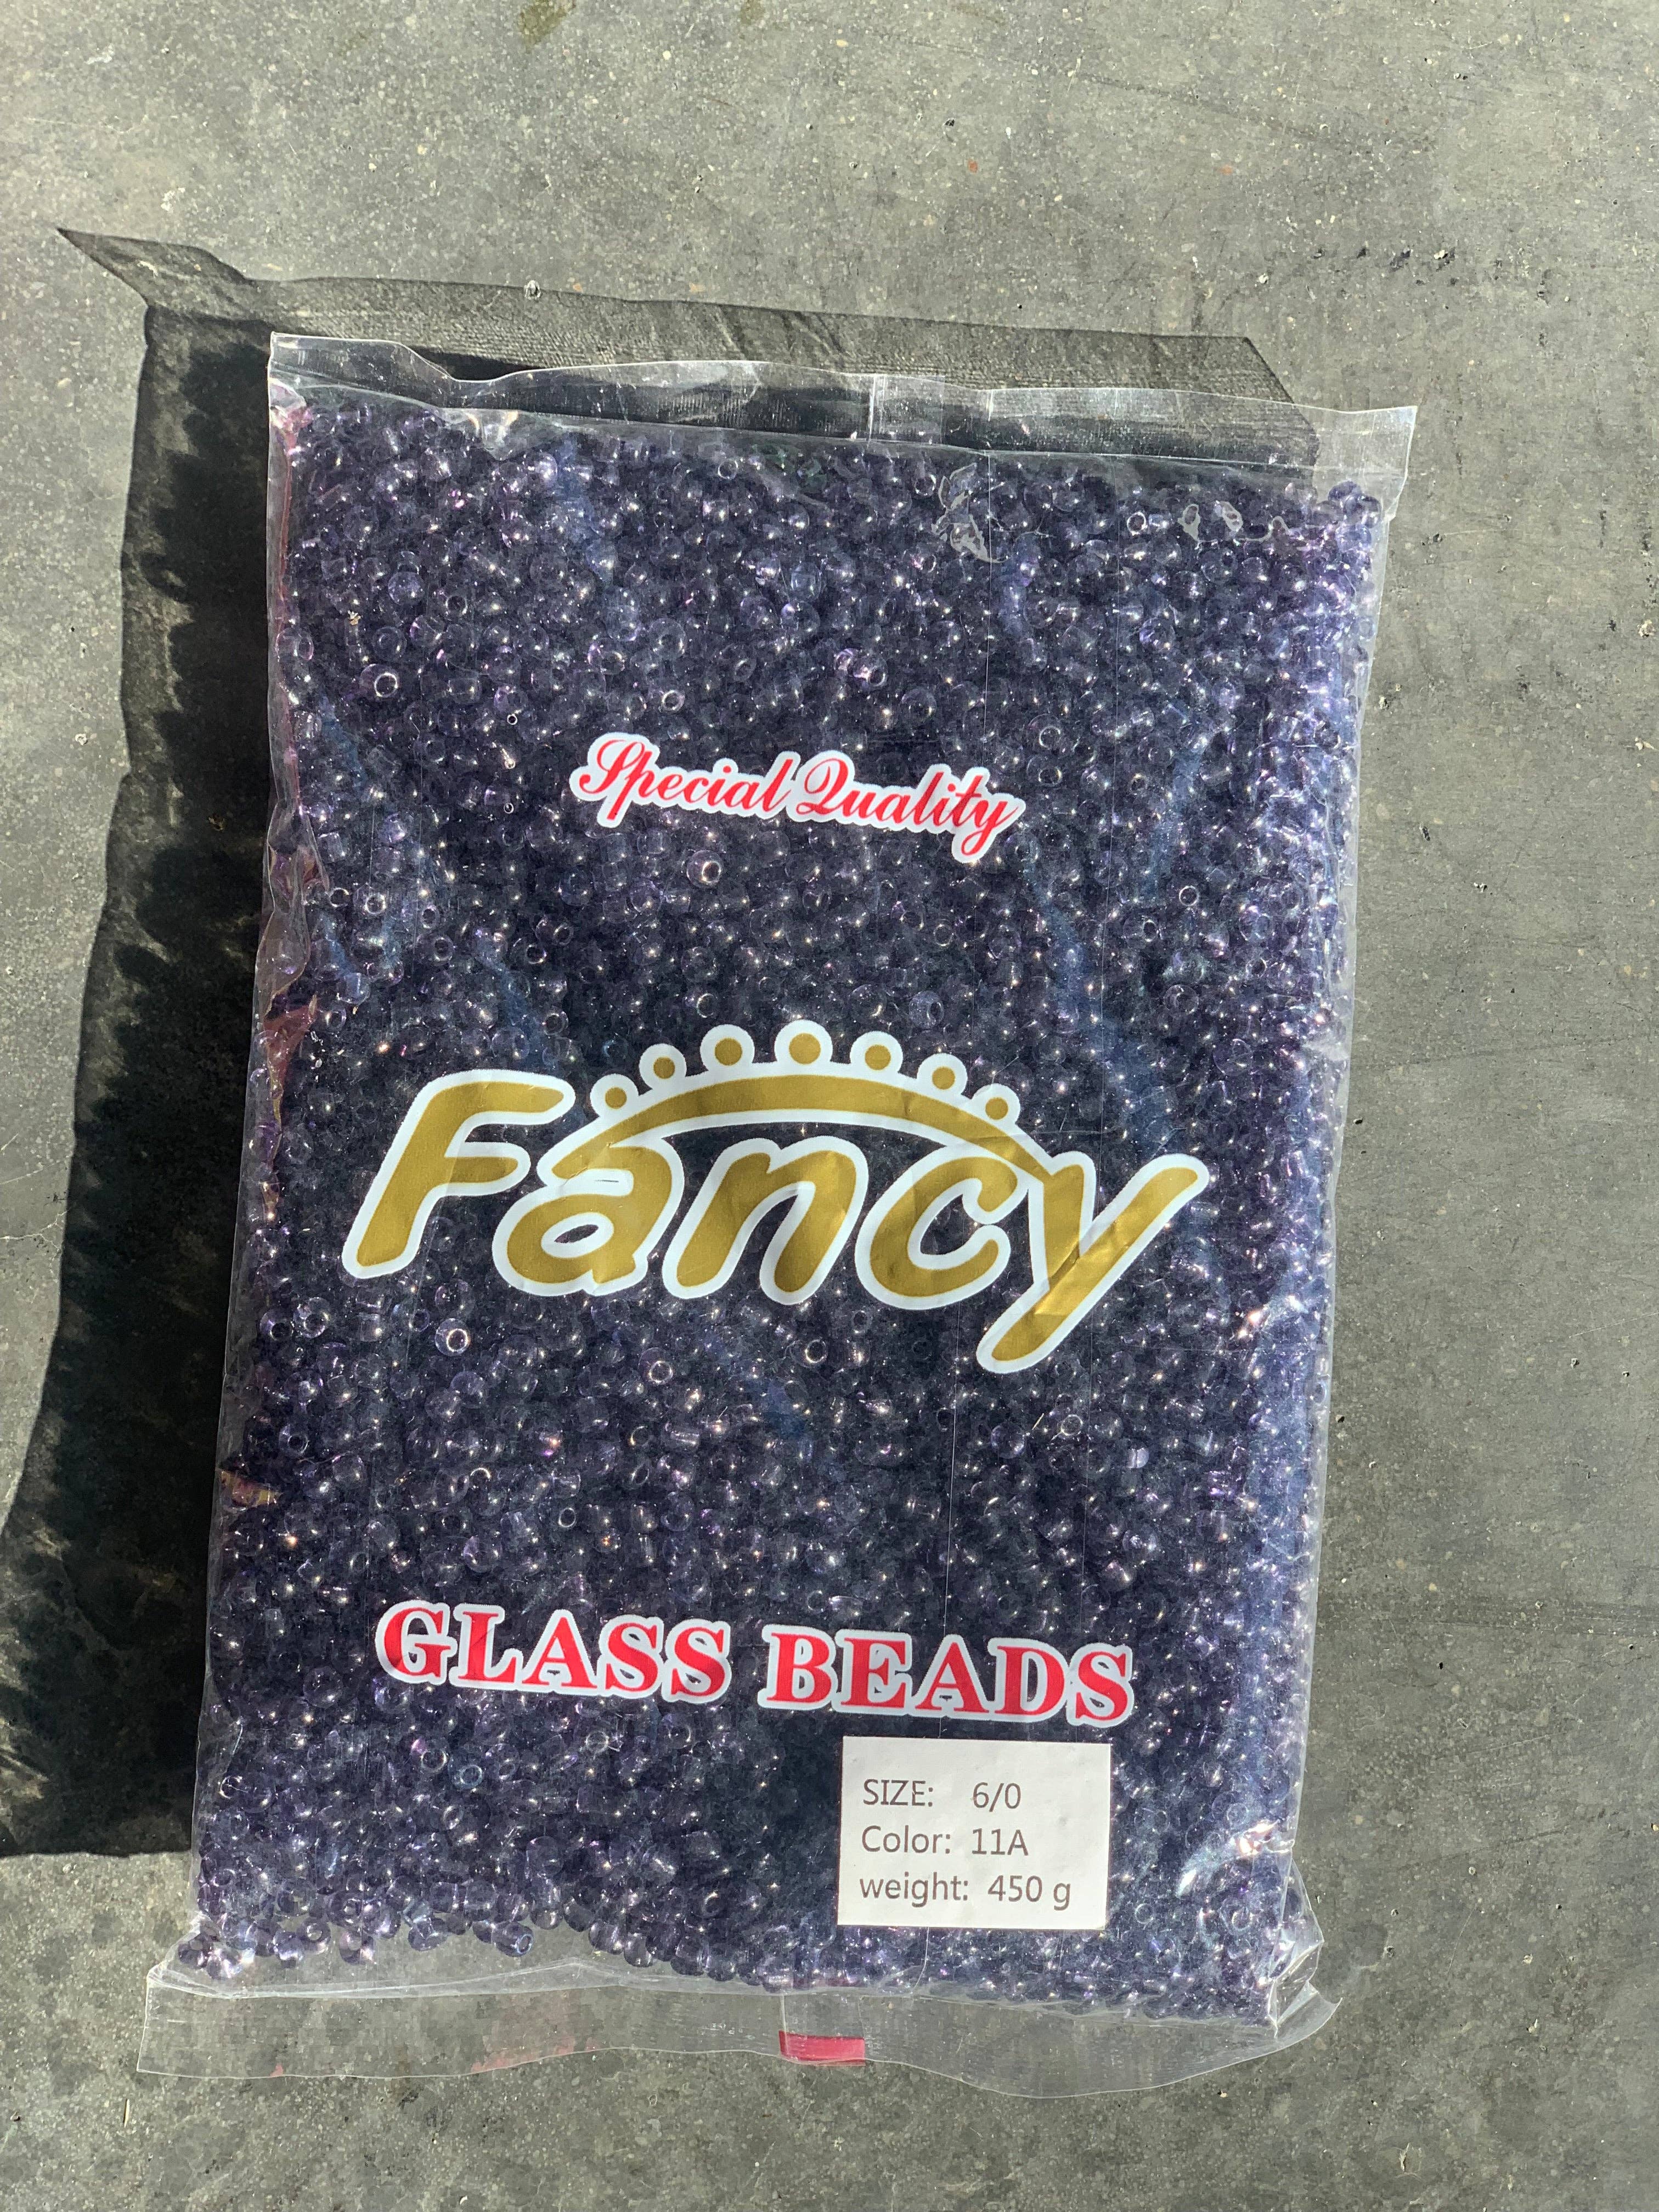 Special Quality
Fancy
GLASS BEADS
SIZE: 6/0
Color: 11A
weight: 450 g